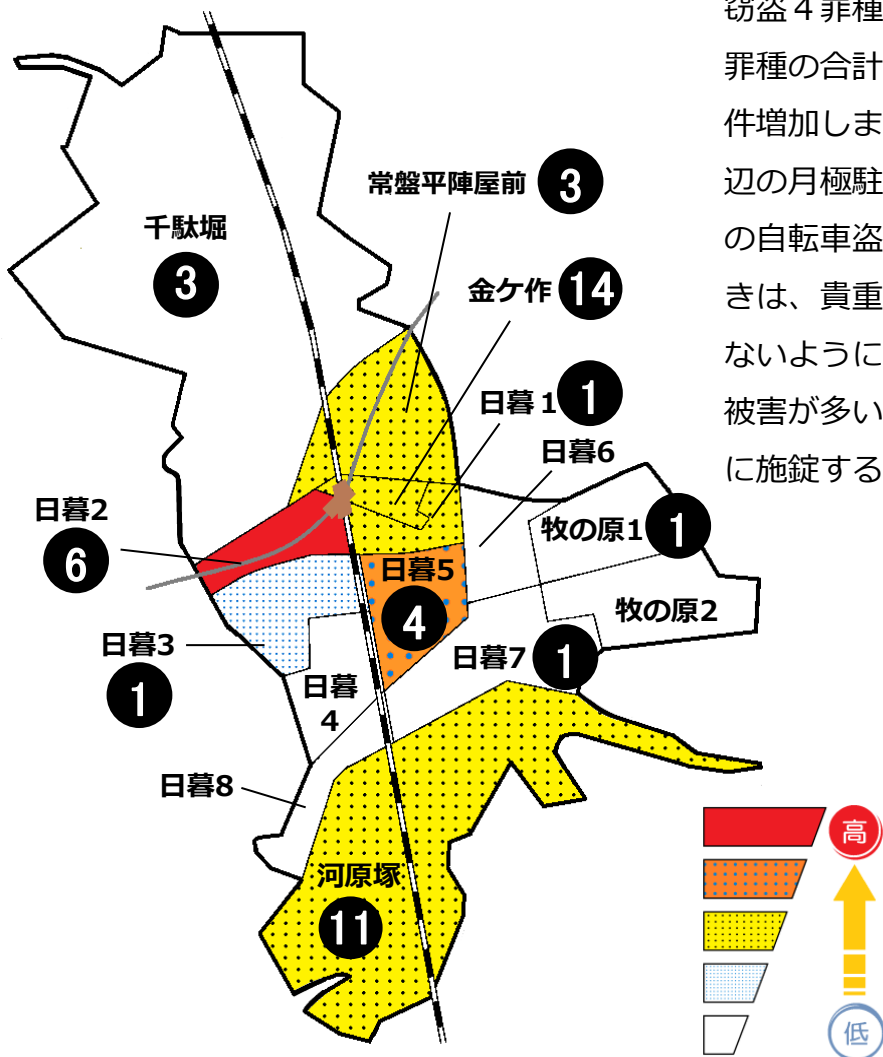 窃盗４罪種
罪種の合計
件増加しま
辺の月極駐
の自転車盗
きは、貴重
ないように
被害が多い
に施錠する
常盤平陣屋前 3
千駄堀
3
金ケ作 14
日暮１ 1
日暮6
日暮2
6
牧の原1 1
日暮5
4
牧の原2
日暮3
1
日暮7 1
日暮
4
日暮8
河原塚
11
高
低